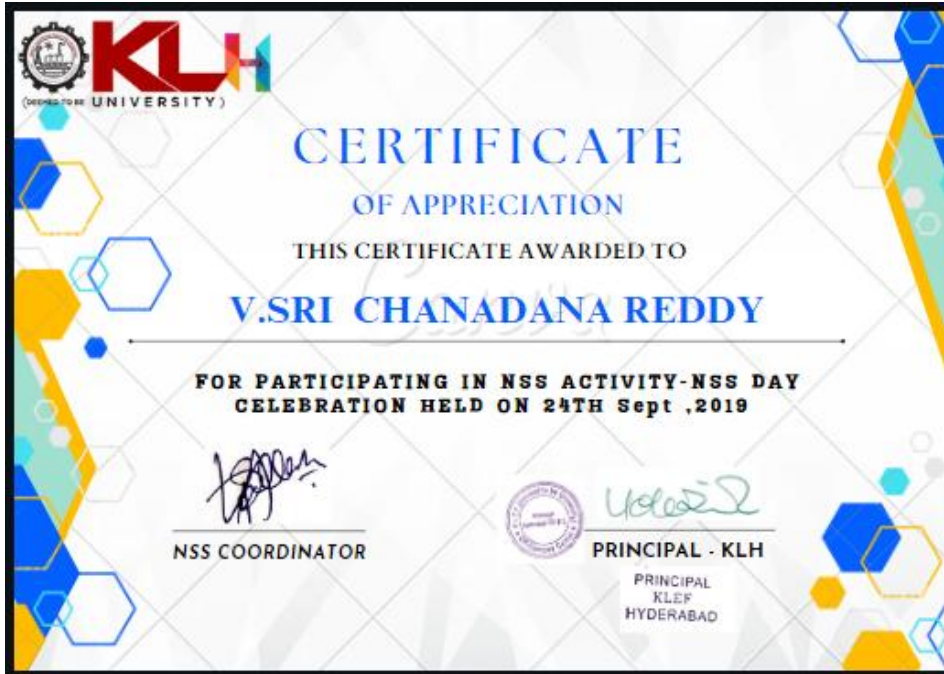 KLH
(DEEMED TO BE UNIVERSITY)
CERTIFICATE
OF APPRECIATION
THIS CERTIFICATE AWARDED TO
V.SRI CHANADANA REDDY
FOR PARTICIPATING IN NSS ACTIVITY-NSS DAY
CELEBRATION HELD ON 24TH Sept ,2019
NSS COORDINATOR
PRINCIPAL - KLH
PRINCIPAL
KLEF
HYDERABAD